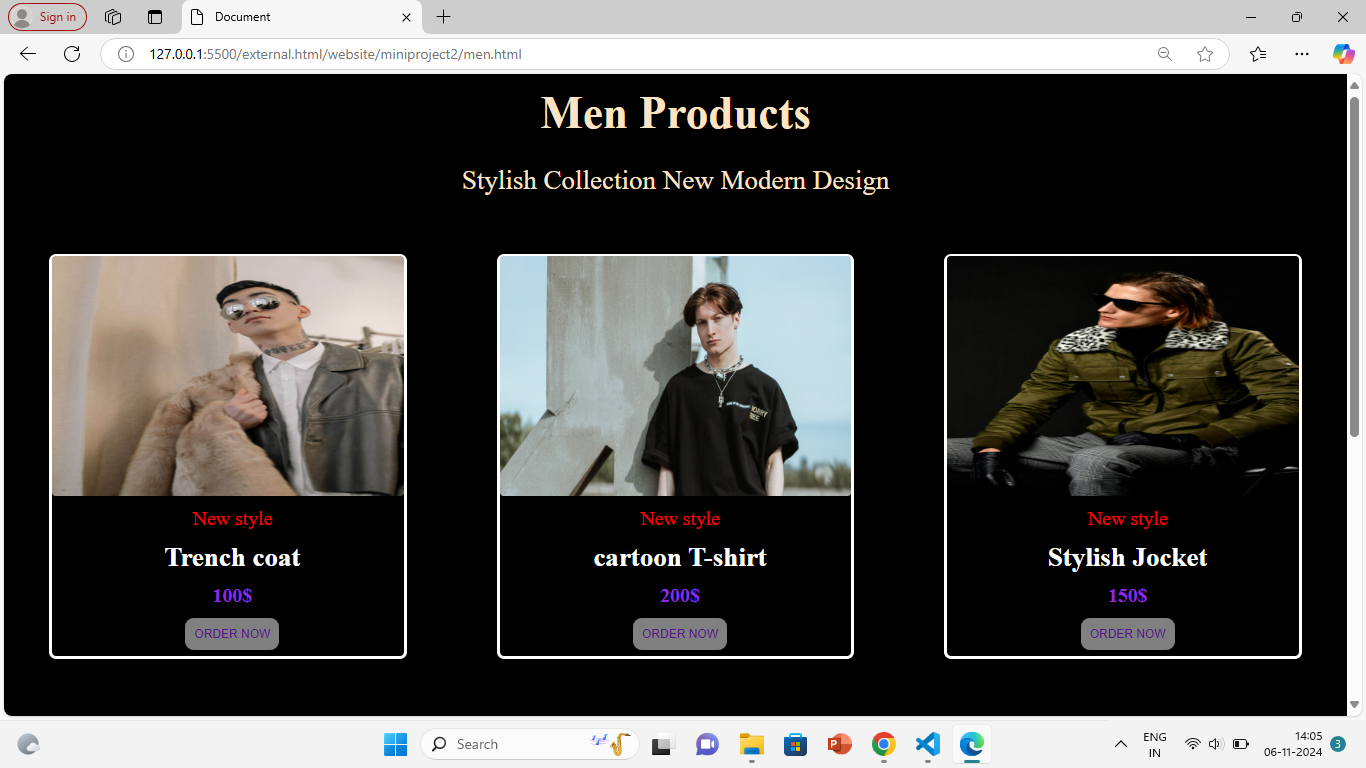 Sign in
Document
127.0.0.1:5500/external.html/website/miniproject2/men.html
Men Products
Stylish Collection New Modern Design
New style
Trench coat
100$
ORDER NOW
New style
cartoon T-shirt
200$
ORDER NOW
New style
Stylish Jocket
150$
ORDER NOW
Search
ENG
IN
14:05
06-11-2024
3